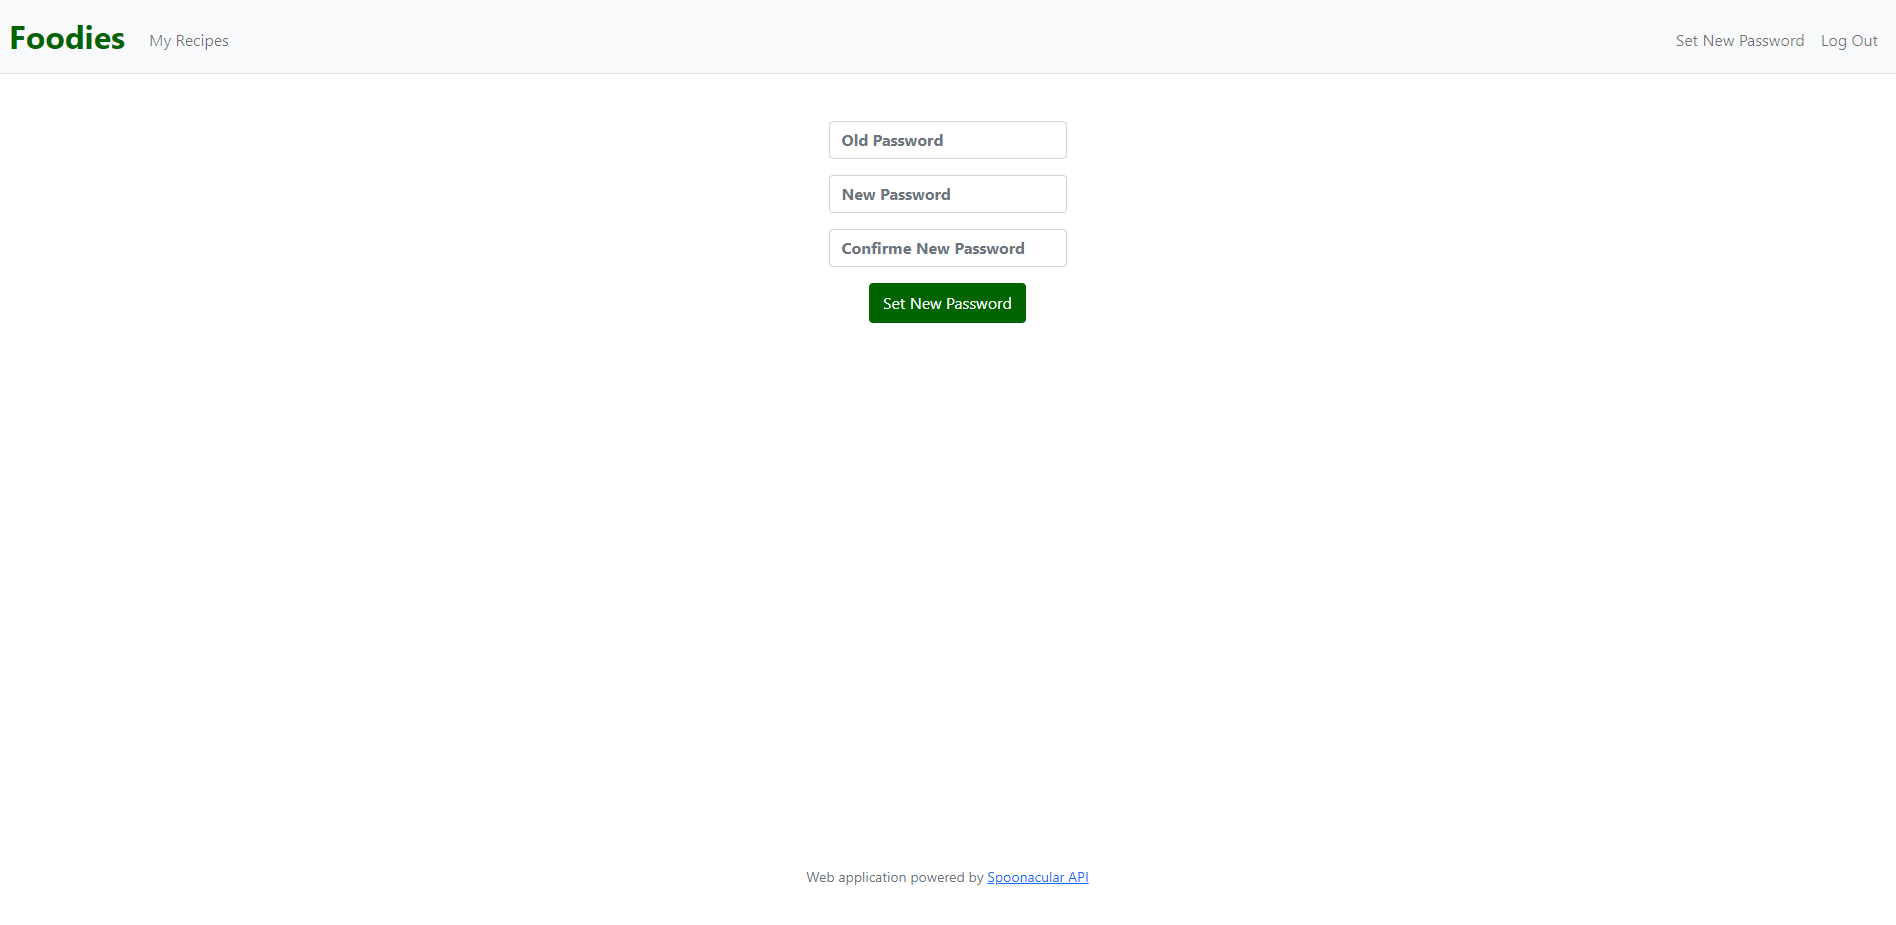 Foodies My Recipes Set New Password Log Out
Old Password
New Password
Confirme New Password
Set New Password
Web application powered by Spoonacular API